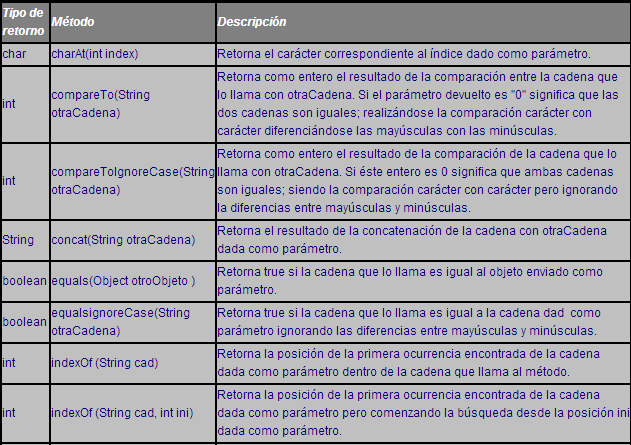 Tipo de retorno Método Descripción
char charAt(int index) Retorna el carácter correspondiente al índice dado como parámetro.
int compareTo(String otraCadena) Retorna como entero el resultado de la comparación entre la cadena que
lo llama con otraCadena. Si el parámetro devuelto es "0" significa que las
dos cadenas son iguales; realizándose la comparación carácter con
carácter diferenciándose las mayúsculas con las minúsculas.
int compareToIgnoreCase(String otraCadena) Retorna como entero el resultado de la comparación de la cadena que lo
llama con otraCadena. Si éste entero es 0 significa que ambas cadenas
son iguales; siendo la comparación carácter con carácter pero ignorando
la diferencias entre mayúsculas y minúsculas.
String concat(String otraCadena) Retorna el resultado de la concatenación de la cadena con otraCadena
dada como parámetro.
boolean equals(Object otroObjeto ) Retorna true si la cadena que lo llama es igual al objeto enviado como
parámetro.
boolean equalsignoreCase(String otraCadena) Retorna true si la cadena que lo llama es igual a la cadena dad como
parámetro ignorando las diferencias entre mayúsculas y minúsculas.
int indexOf (String cad) Retorna la posición de la primera ocurrencia encontrada de la cadena
dada como parámetro dentro de la cadena que llama al método.
int indexOf (String cad, int ini) Retorna la posición de la primera ocurrencia encontrada de la cadena
dada como parámetro pero comenzando la búsqueda desde la posición ini
dada como parámetro.